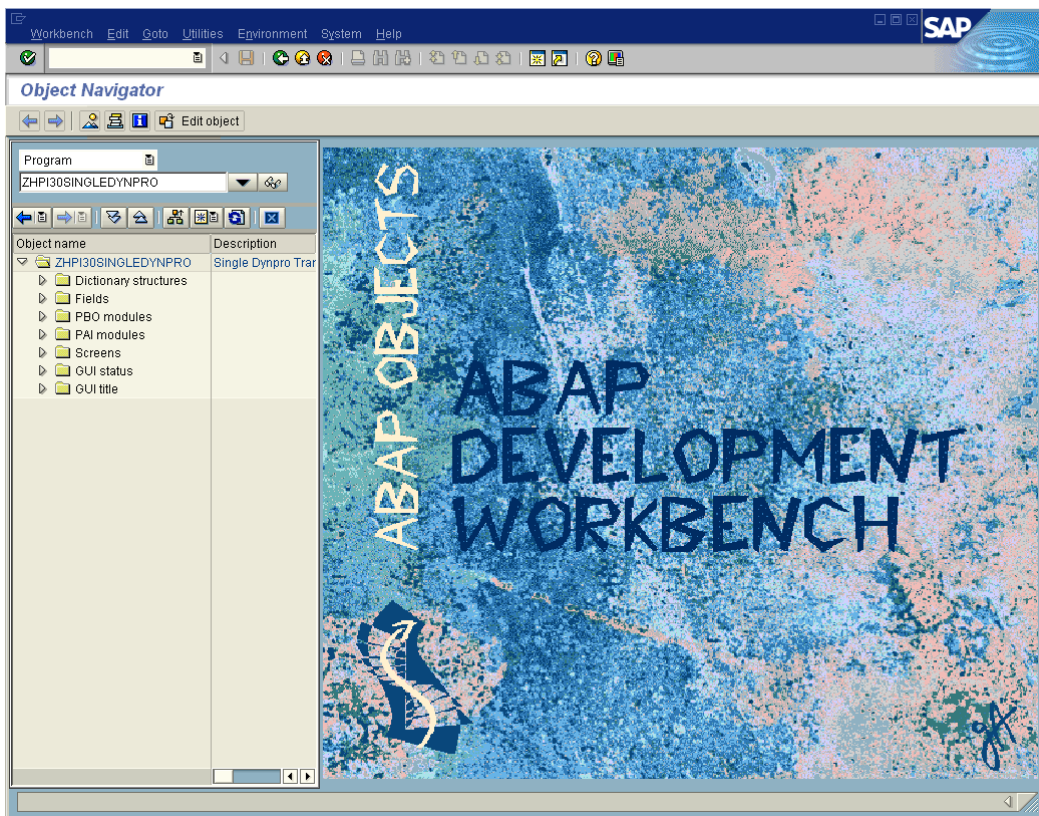 Workbench Edit Goto Utilities Environment System Help
SAP
Object Navigator
Edit object
Program
ZHPI30SINGLEDYNPRO
Object name Description
ZHPI30SINGLEDYNPRO Single Dynpro Trar
Dictionary structures
Fields
PBO modules
PAI modules
Screens
GUI status
GUI title
ABAP OBJECTS
ABAP
DEVELOPMENT
WORKBENCH